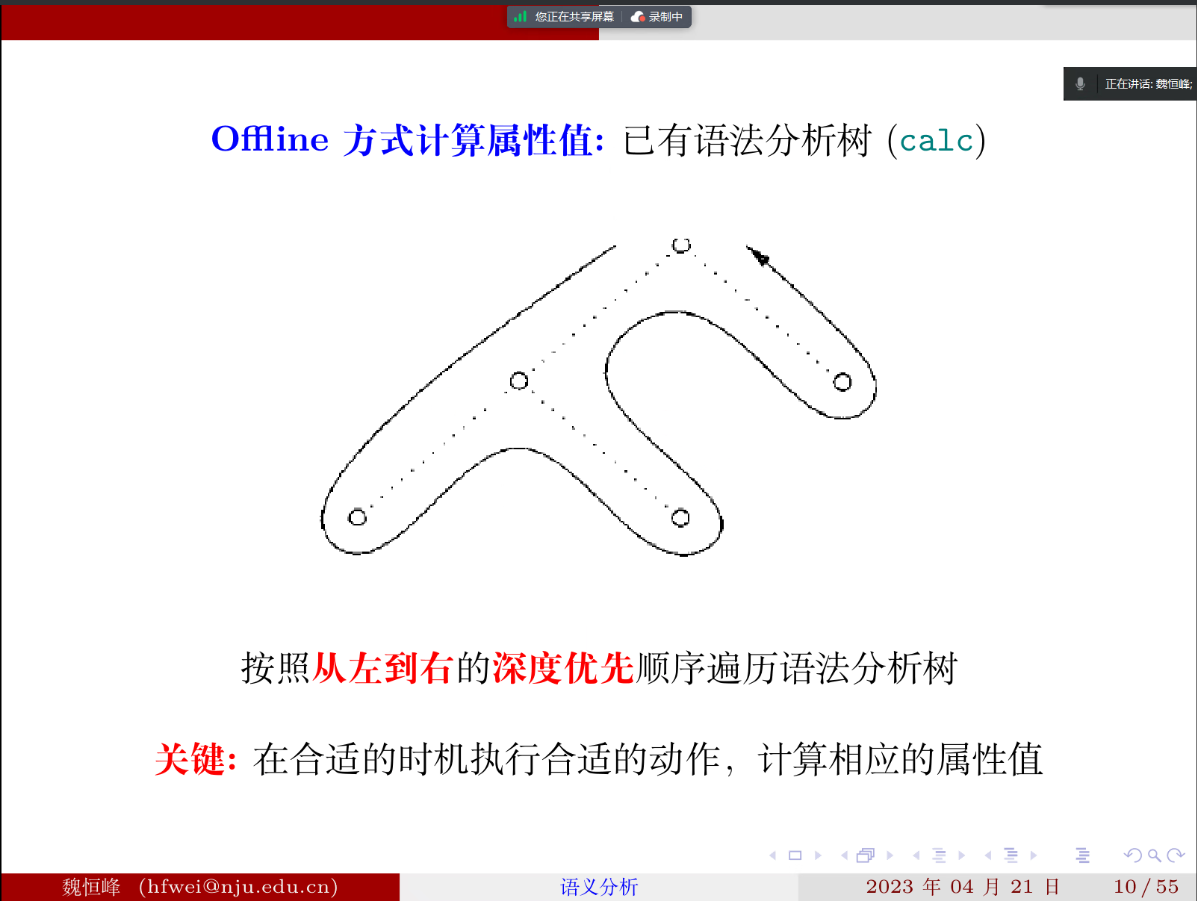 您正在共享屏幕 录制中
正在讲话: 魏恒峰;
Offline 方式计算属性值: 已有语法分析树 (calc)
按照从左到右的深度优先顺序遍历语法分析树
关键: 在合适的时机执行合适的动作, 计算相应的属性值
魏恒峰 (hfwei@nju.edu.cn) 语义分析 2023 年 04 月 21 日 10 / 55